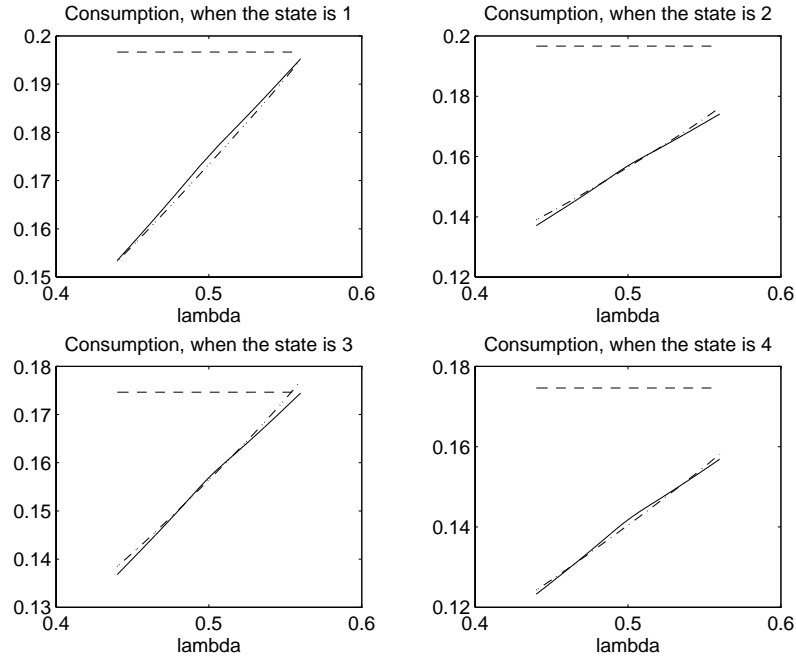 Consumption, when the state is 1
0.2
0.19
0.18
0.17
0.16
0.15
0.4 0.5 0.6
lambda
Consumption, when the state is 2
0.2
0.18
0.16
0.14
0.12
0.4 0.5 0.6
lambda
Consumption, when the state is 3
0.18
0.17
0.16
0.15
0.14
0.13
0.4 0.5 0.6
lambda
Consumption, when the state is 4
0.18
0.16
0.14
0.12
0.4 0.5 0.6
lambda